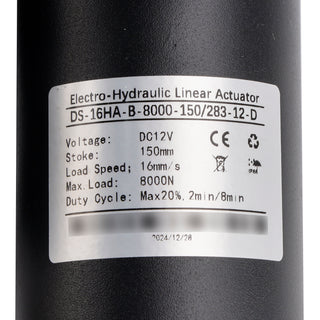 Electro-Hydraulic Linear Actuator
DS-16HA-B-8000-150/283-12-D
Voltage: DC12V
Stoke: 150mm
Load Speed; 16mm/s
Max.Load: 8000N
Duty Cycle: Max20%, 2min/8min
CE
2024/12/28